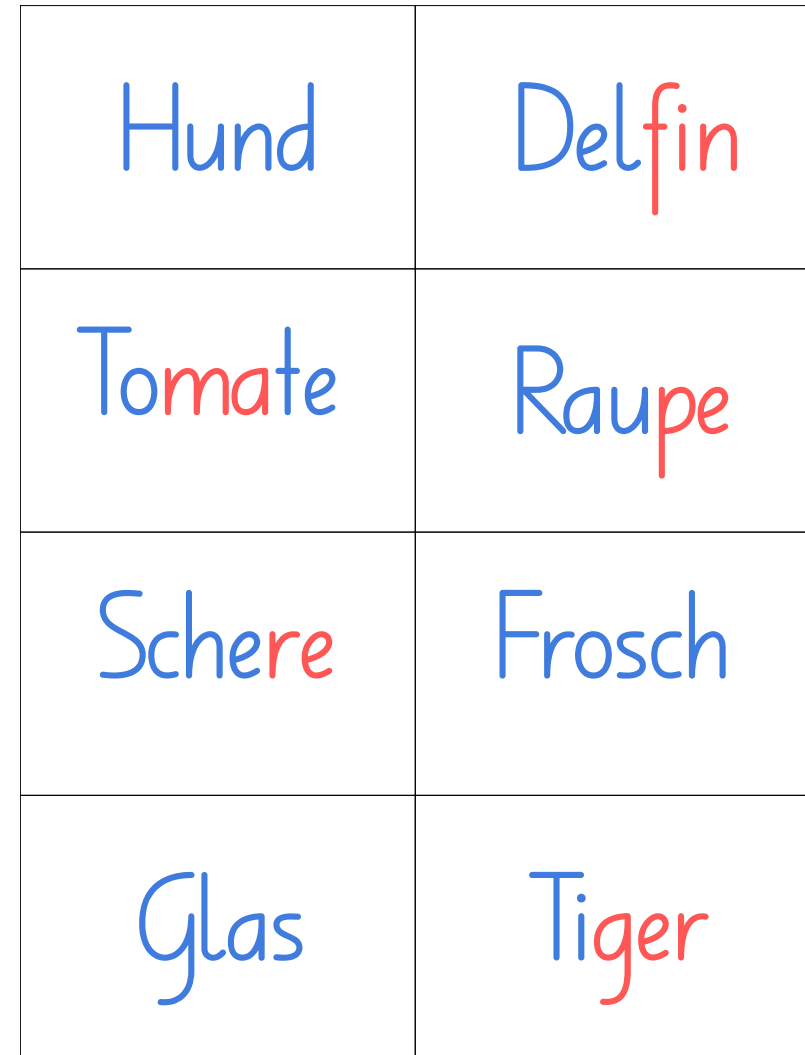 Hund
Delfin
Tomate
Raupe
Schere
Frosch
Glas
Tiger